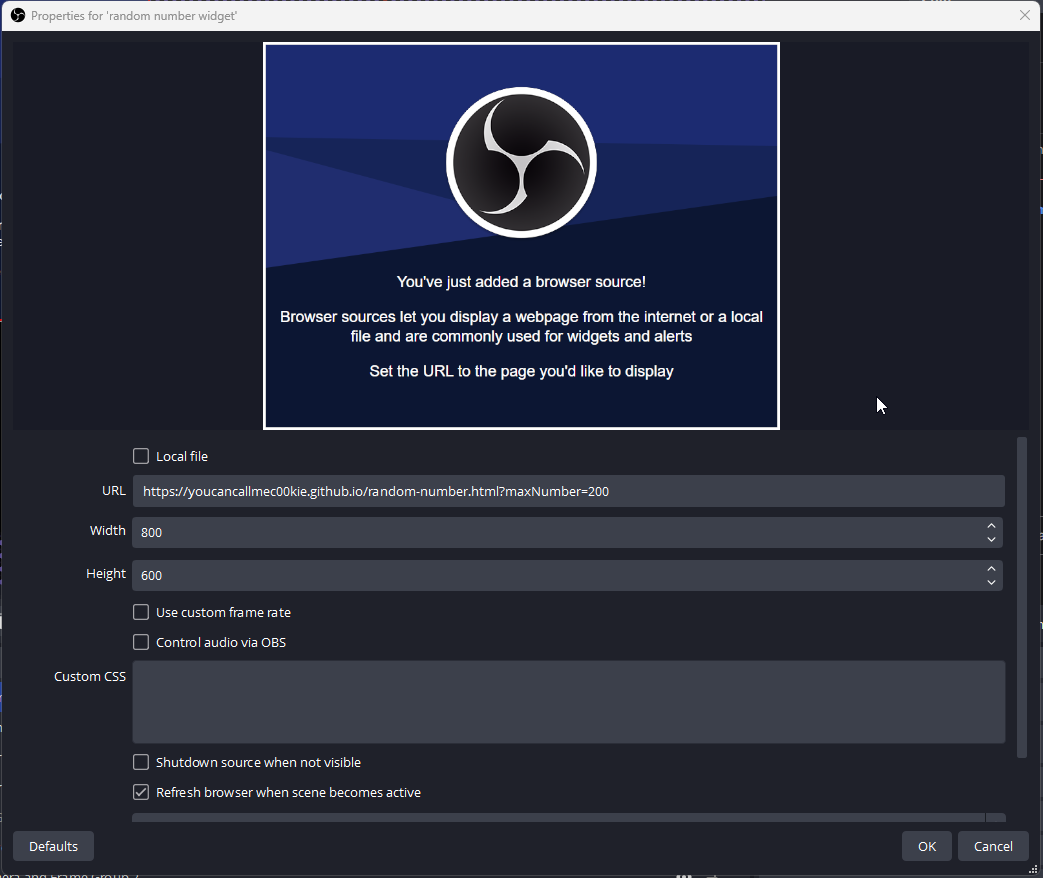 Properties for 'random number widget'
You've just added a browser source!
Browser sources let you display a webpage from the internet or a local
file and are commonly used for widgets and alerts
Set the URL to the page you'd like to display
Local file
URL
https://youcancallmec00kie.github.io/random-number.html?maxNumber=200
Width
800
Height
600
Use custom frame rate
Control audio via OBS
Custom CSS
Shutdown source when not visible
Refresh browser when scene becomes active
Defaults
OK
Cancel